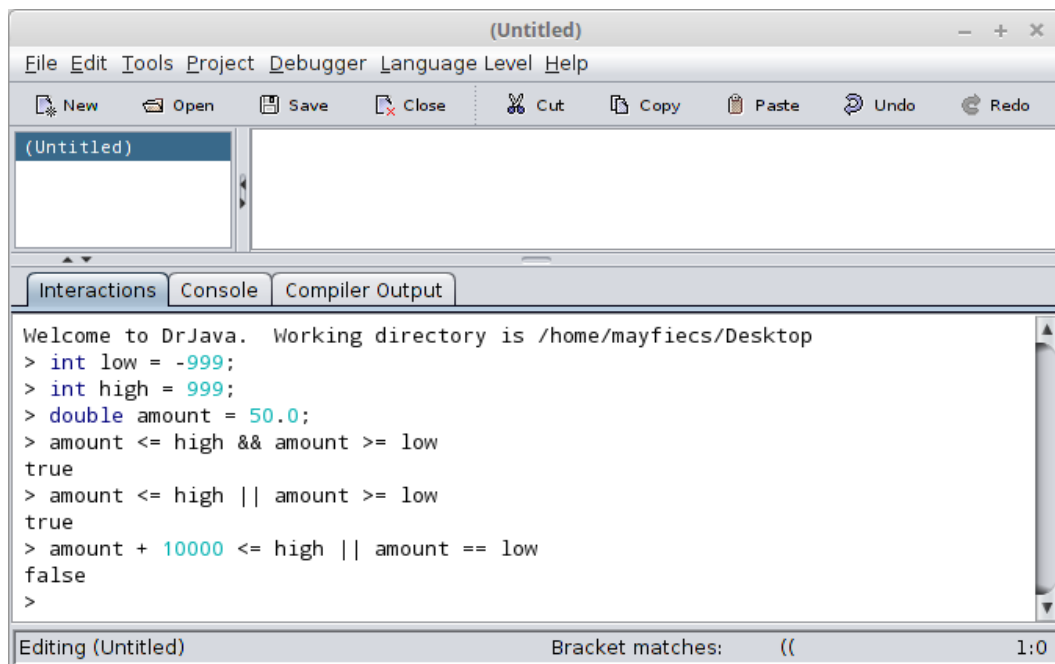 (Untitled)
File Edit Tools Project Debugger Language Level Help
New Open Save Close Cut Copy Paste Undo Redo
(Untitled)
Interactions Console Compiler Output
Welcome to DrJava.  Working directory is /home/mayfiecs/Desktop
> int low = -999;
> int high = 999;
> double amount = 50.0;
> amount <= high && amount >= low
true
> amount <= high || amount >= low
true
> amount + 10000 <= high || amount == low
false
>
Editing (Untitled) Bracket matches: (( 1:0